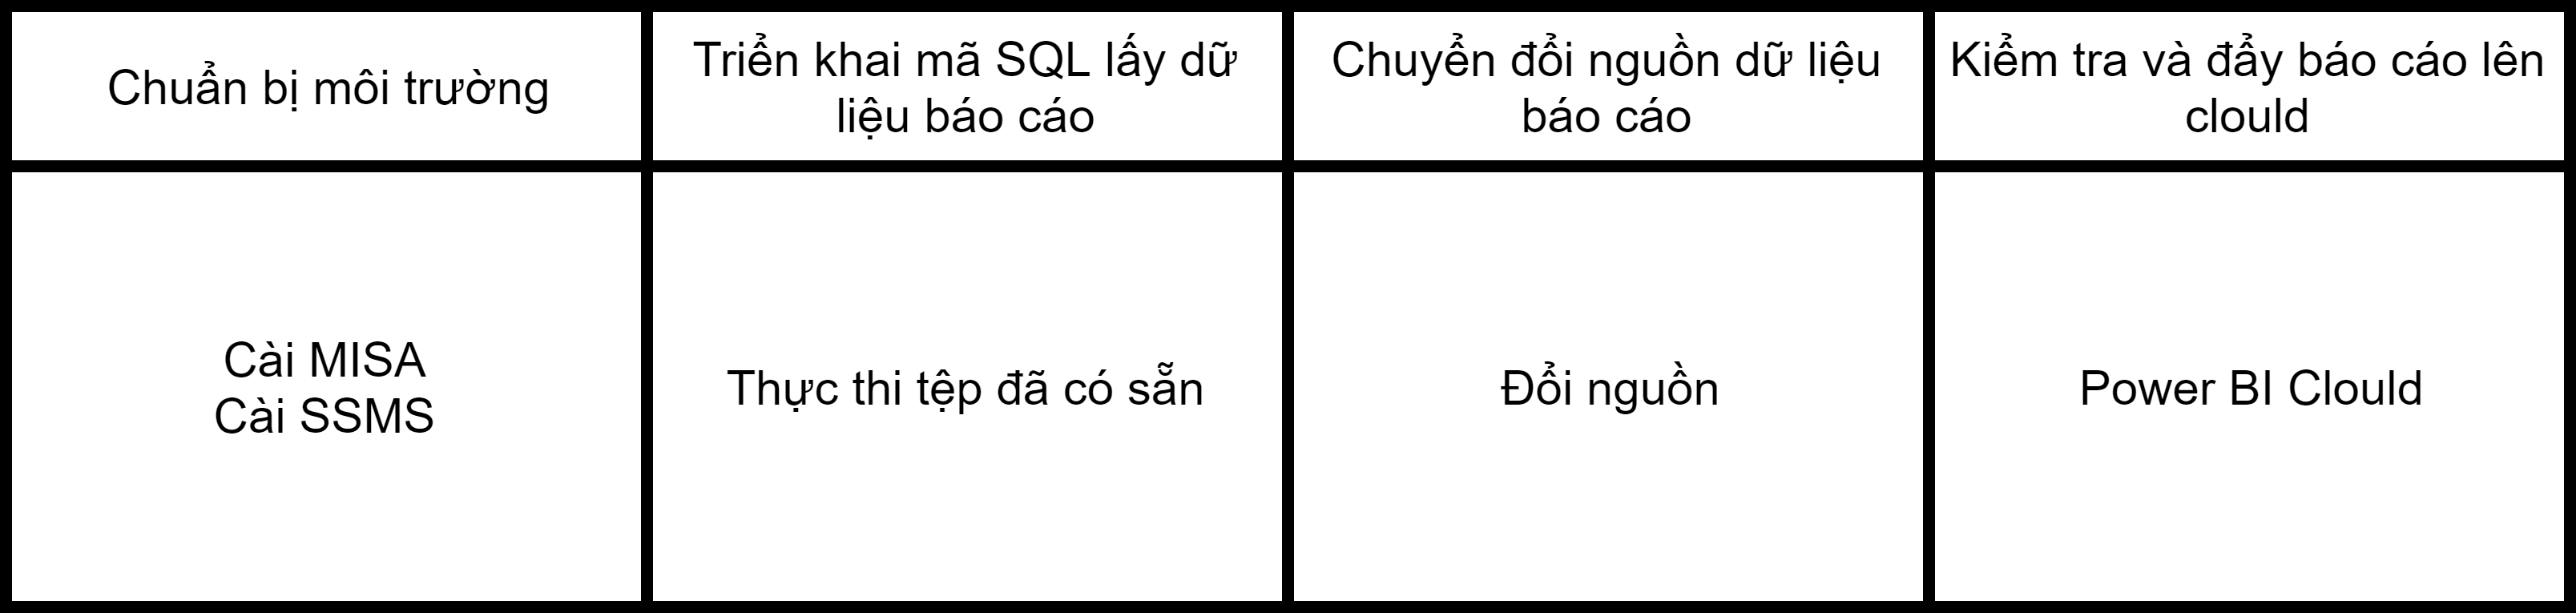 Chuẩn bị môi trường
Triển khai mã SQL lấy dữ
liệu báo cáo
Chuyển đổi nguồn dữ liệu
báo cáo
Kiểm tra và đẩy báo cáo lên
clould
Cài MISA
Cài SSMS
Thực thi tệp đã có sẵn
Đổi nguồn
Power BI Clould